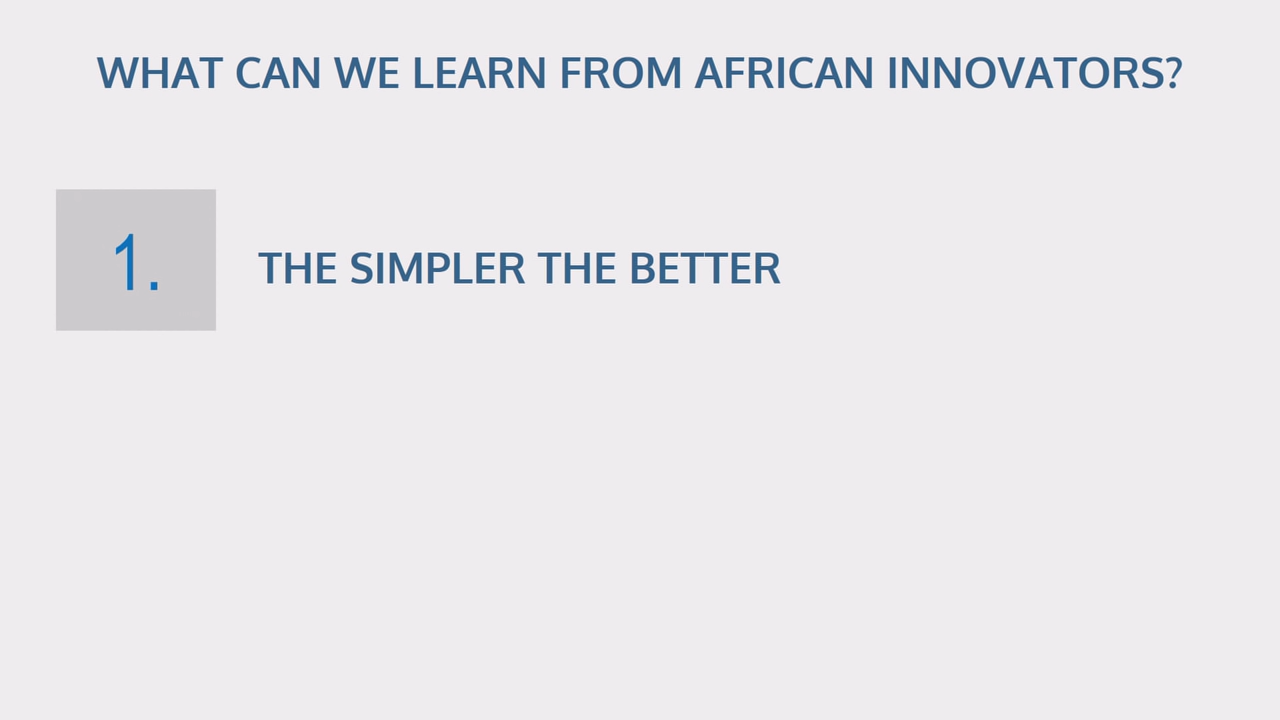 WHAT CAN WE LEARN FROM AFRICAN INNOVATORS?
1. THE SIMPLER THE BETTER